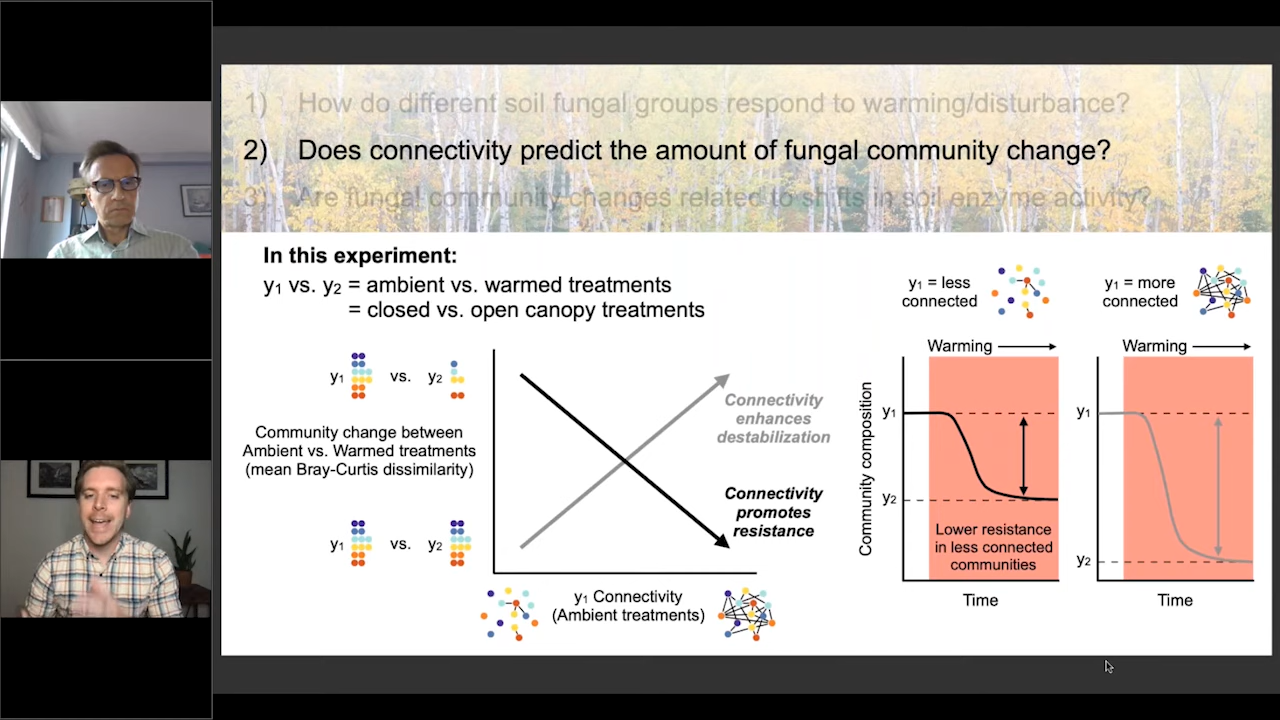 1) How do different soil fungal groups respond to warming/disturbance?
2) Does connectivity predict the amount of fungal community change?
3) Are fungal community changes related to shifts in soil enzyme activity?
In this experiment:
y₁ vs. y₂ = ambient vs. warmed treatments
= closed vs. open canopy treatments
y₁ vs. y₂
Community change between
Ambient vs. Warmed treatments
(mean Bray-Curtis dissimilarity)
y₁ vs. y₂
Connectivity
enhances
destabilization
Connectivity
promotes
resistance
y₁ Connectivity
(Ambient treatments)
y₁ = less
connected
Warming
Community composition
y₁
y₂
Lower resistance
in less connected
communities
Time
y₁ = more
connected
Warming
y₁
y₂
Time